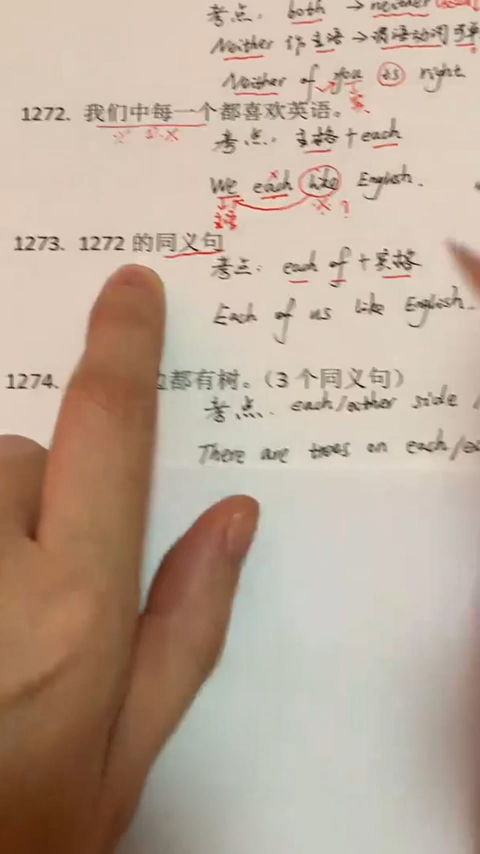 考点. both → neither
Neither 作主语 → 谓语动词
Neither of you is right
1272. 我们中每一个都喜欢英语。
考点. 主格 + each
We each like English.
主语 ?
1273. 1272 的同义句
考点: each of + 宾格
Each of us like English.
1274. 都有树。（3 个同义句）
考点. each/either side /
There are trees on each/